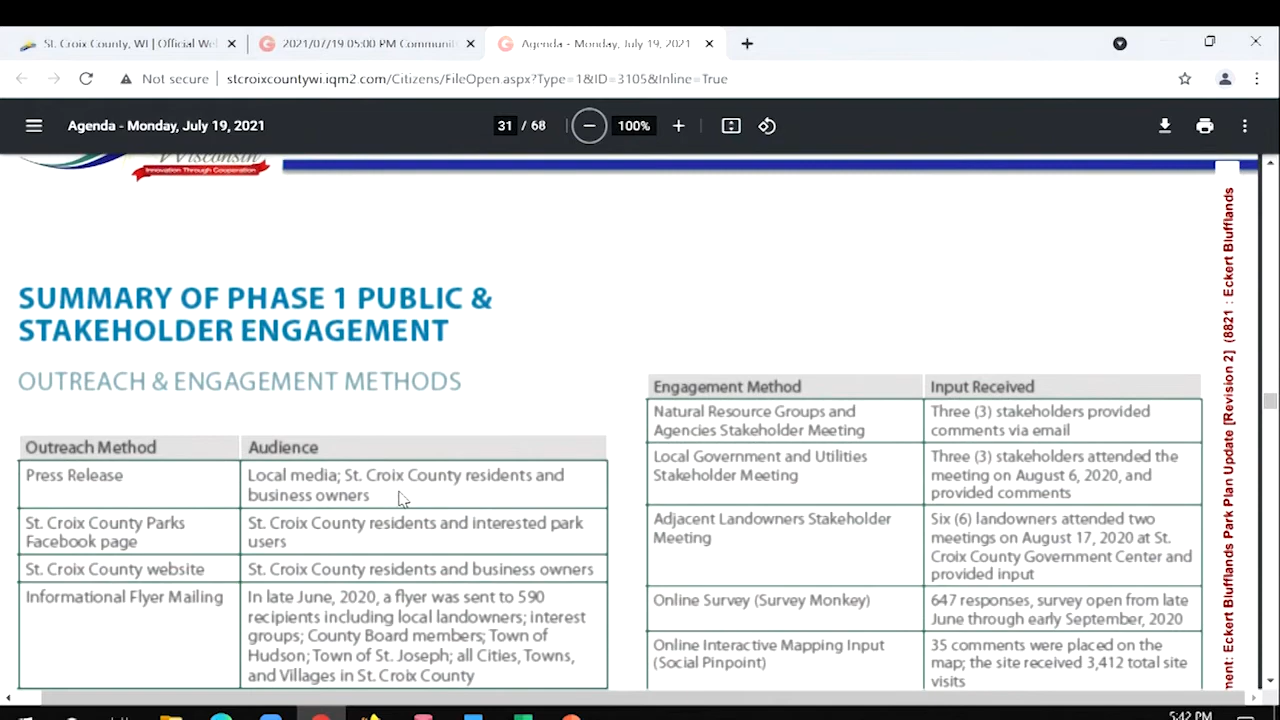 St. Croix County, WI | Official Wel
2021/07/19 05:00 PM Communit
Agenda - Monday, July 19, 2021
Not secure
stcroixcountywi.iqm2.com/Citizens/FileOpen.aspx?Type=1&ID=3105&Inline=True
Agenda - Monday, July 19, 2021
31 / 68
100%
Wisconsin
Innovation Through Cooperation
SUMMARY OF PHASE 1 PUBLIC &
STAKEHOLDER ENGAGEMENT
OUTREACH & ENGAGEMENT METHODS
Outreach Method
Audience
Press Release
Local media; St. Croix County residents and
business owners
St. Croix County Parks
Facebook page
St. Croix County residents and interested park
users
St. Croix County website
St. Croix County residents and business owners
Informational Flyer Mailing
In late June, 2020, a flyer was sent to 590
recipients including local landowners; interest
groups; County Board members; Town of
Hudson; Town of St. Joseph; all Cities, Towns,
and Villages in St. Croix County
Engagement Method
Input Received
Natural Resource Groups and
Agencies Stakeholder Meeting
Three (3) stakeholders provided
comments via email
Local Government and Utilities
Stakeholder Meeting
Three (3) stakeholders attended the
meeting on August 6, 2020, and
provided comments
Adjacent Landowners Stakeholder
Meeting
Six (6) landowners attended two
meetings on August 17, 2020 at St.
Croix County Government Center and
provided input
Online Survey (Survey Monkey)
647 responses, survey open from late
June through early September, 2020
Online Interactive Mapping Input
(Social Pinpoint)
35 comments were placed on the
map; the site received 3,412 total site
visits
ment: Eckert Blufflands Park Plan Update [Revision 2] (8821 : Eckert Blufflands
5:42 PM